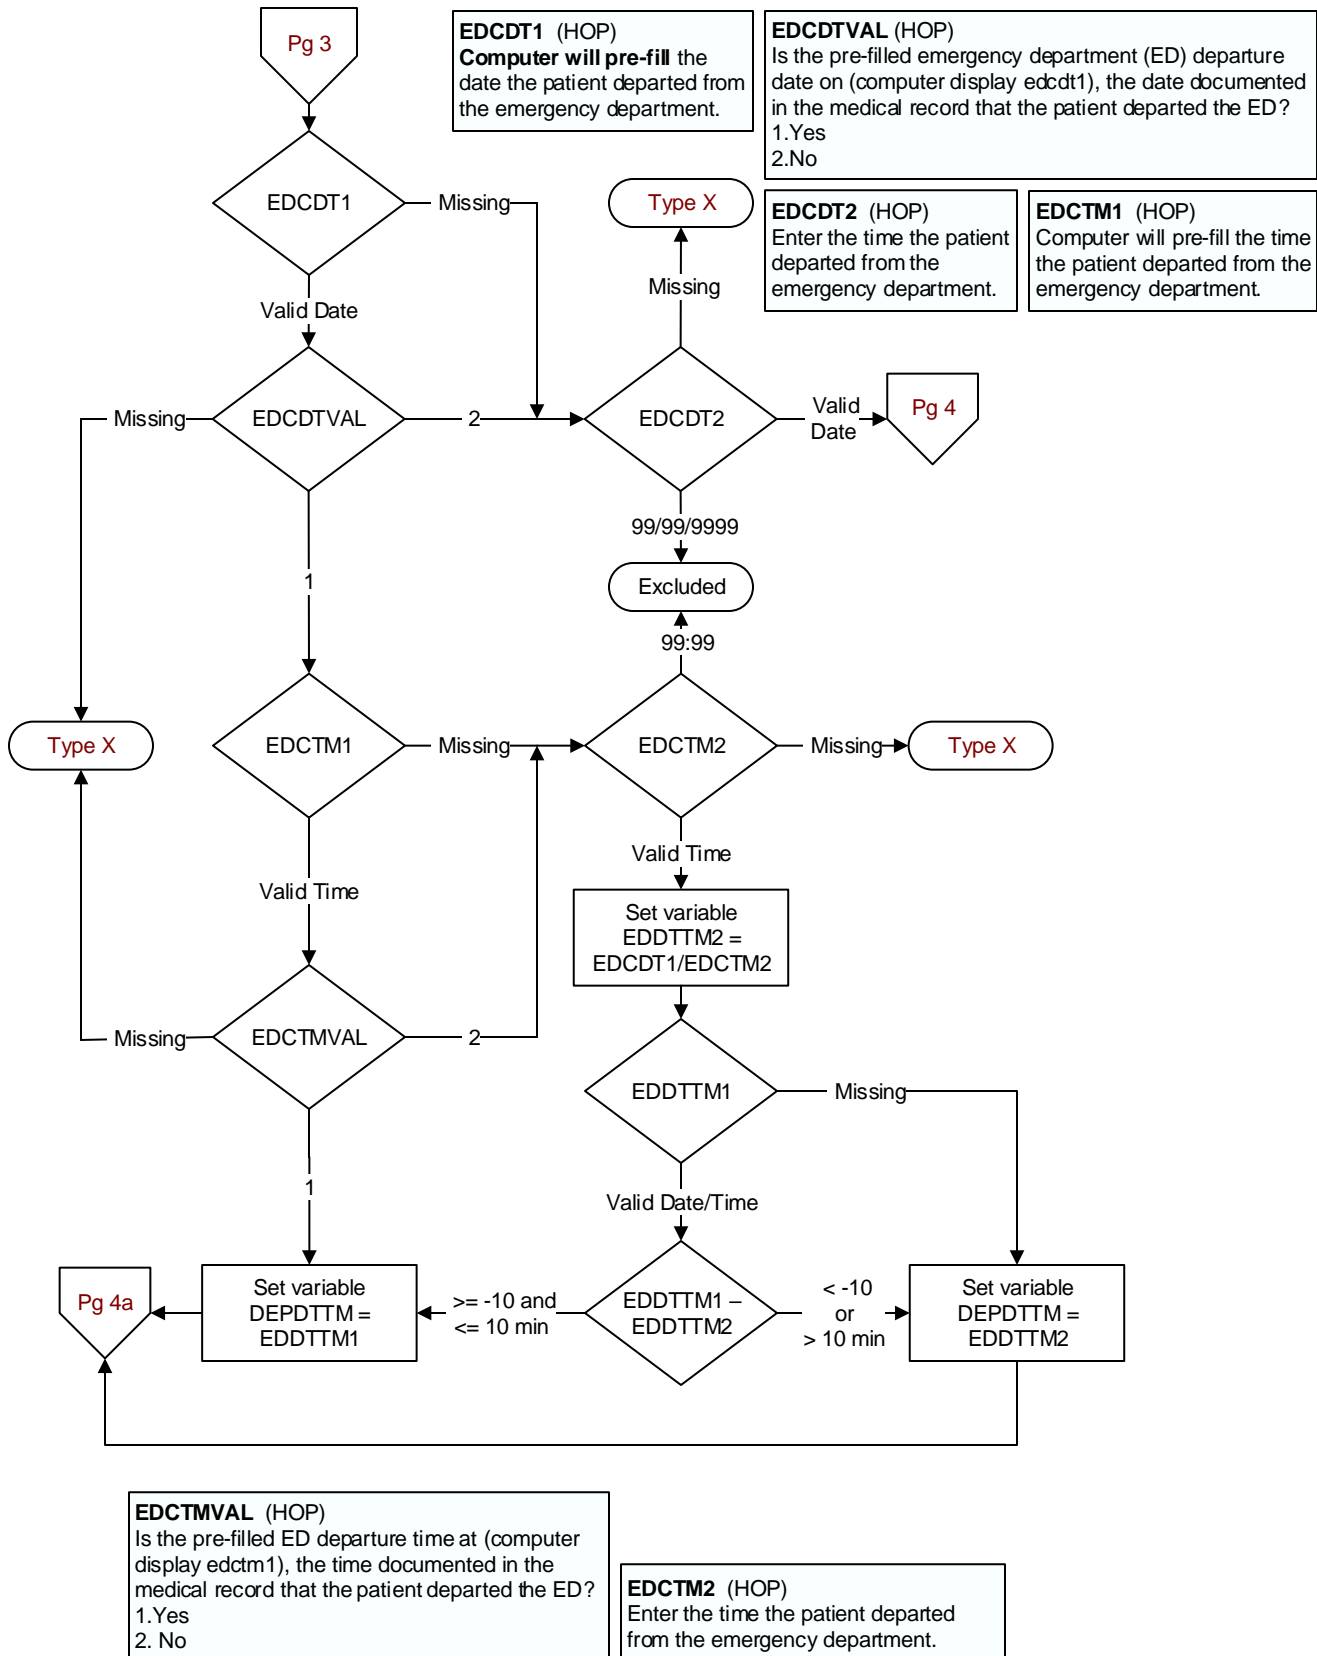 Pg 3
EDCDT1 (HOP)
Computer will pre-fill the
date the patient departed from
the emergency department.
EDCDTVAL (HOP)
Is the pre-filled emergency department (ED) departure
date on (computer display edcdt1), the date documented
in the medical record that the patient departed the ED?
1.Yes
2.No
EDCDT1
Missing
Type X
EDCDT2 (HOP)
Enter the time the patient
departed from the
emergency department.
EDCTM1 (HOP)
Computer will pre-fill the time
the patient departed from the
emergency department.
Missing
Valid Date
Missing
EDCDTVAL
2
EDCDT2
Valid
Date
Pg 4
99/99/9999
1
Excluded
99:99
Type X
EDCTM1
Missing
EDCTM2
Missing
Type X
Valid Time
Valid Time
Set variable
EDDTTM2 =
EDCDT1/EDCTM2
Missing
EDCTMVAL
2
EDDTTM1
Missing
1
Valid Date/Time
Pg 4a
Set variable
DEPDTTM =
EDDTTM1
>= -10 and
<= 10 min
EDDTTM1 –
EDDTTM2
< -10
or
> 10 min
Set variable
DEPDTTM =
EDDTTM2
EDCTMVAL (HOP)
Is the pre-filled ED departure time at (computer
display edctm1), the time documented in the
medical record that the patient departed the ED?
1.Yes
2. No
EDCTM2 (HOP)
Enter the time the patient departed
from the emergency department.